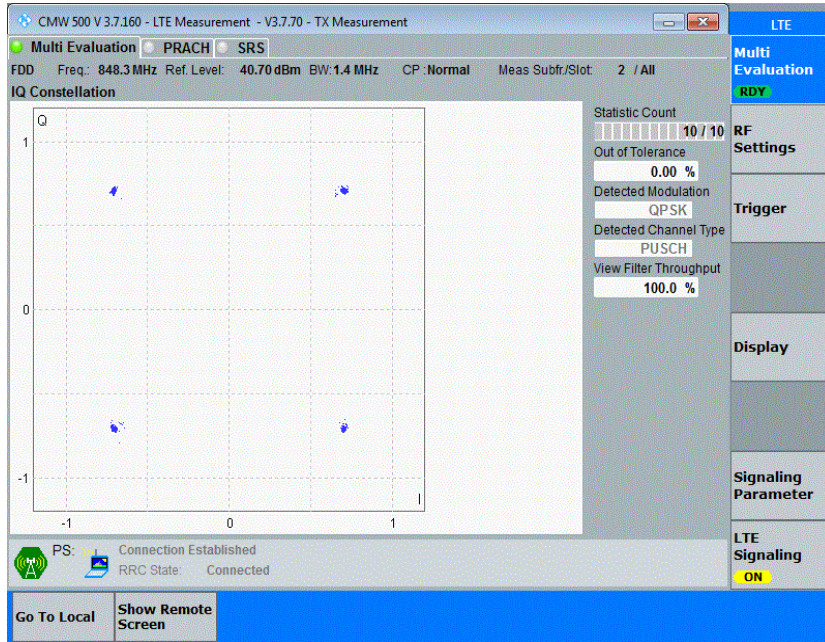 CMW 500 V 3.7.160 - LTE Measurement - V3.7.70 - TX Measurement
LTE
Multi Evaluation PRACH SRS
Multi
Evaluation
RDY
FDD Freq.: 848.3 MHz Ref. Level: 40.70 dBm BW: 1.4 MHz CP : Normal Meas Subfr./Slot: 2 / All
IQ Constellation
Q
1
0
-1
I
-1 0 1
Statistic Count
10 / 10
Out of Tolerance
0.00 %
Detected Modulation
QPSK
Detected Channel Type
PUSCH
View Filter Throughput
100.0 %
RF
Settings
Trigger
Display
Signaling
Parameter
LTE
Signaling
ON
PS: Connection Established
RRC State: Connected
Go To Local
Show Remote
Screen